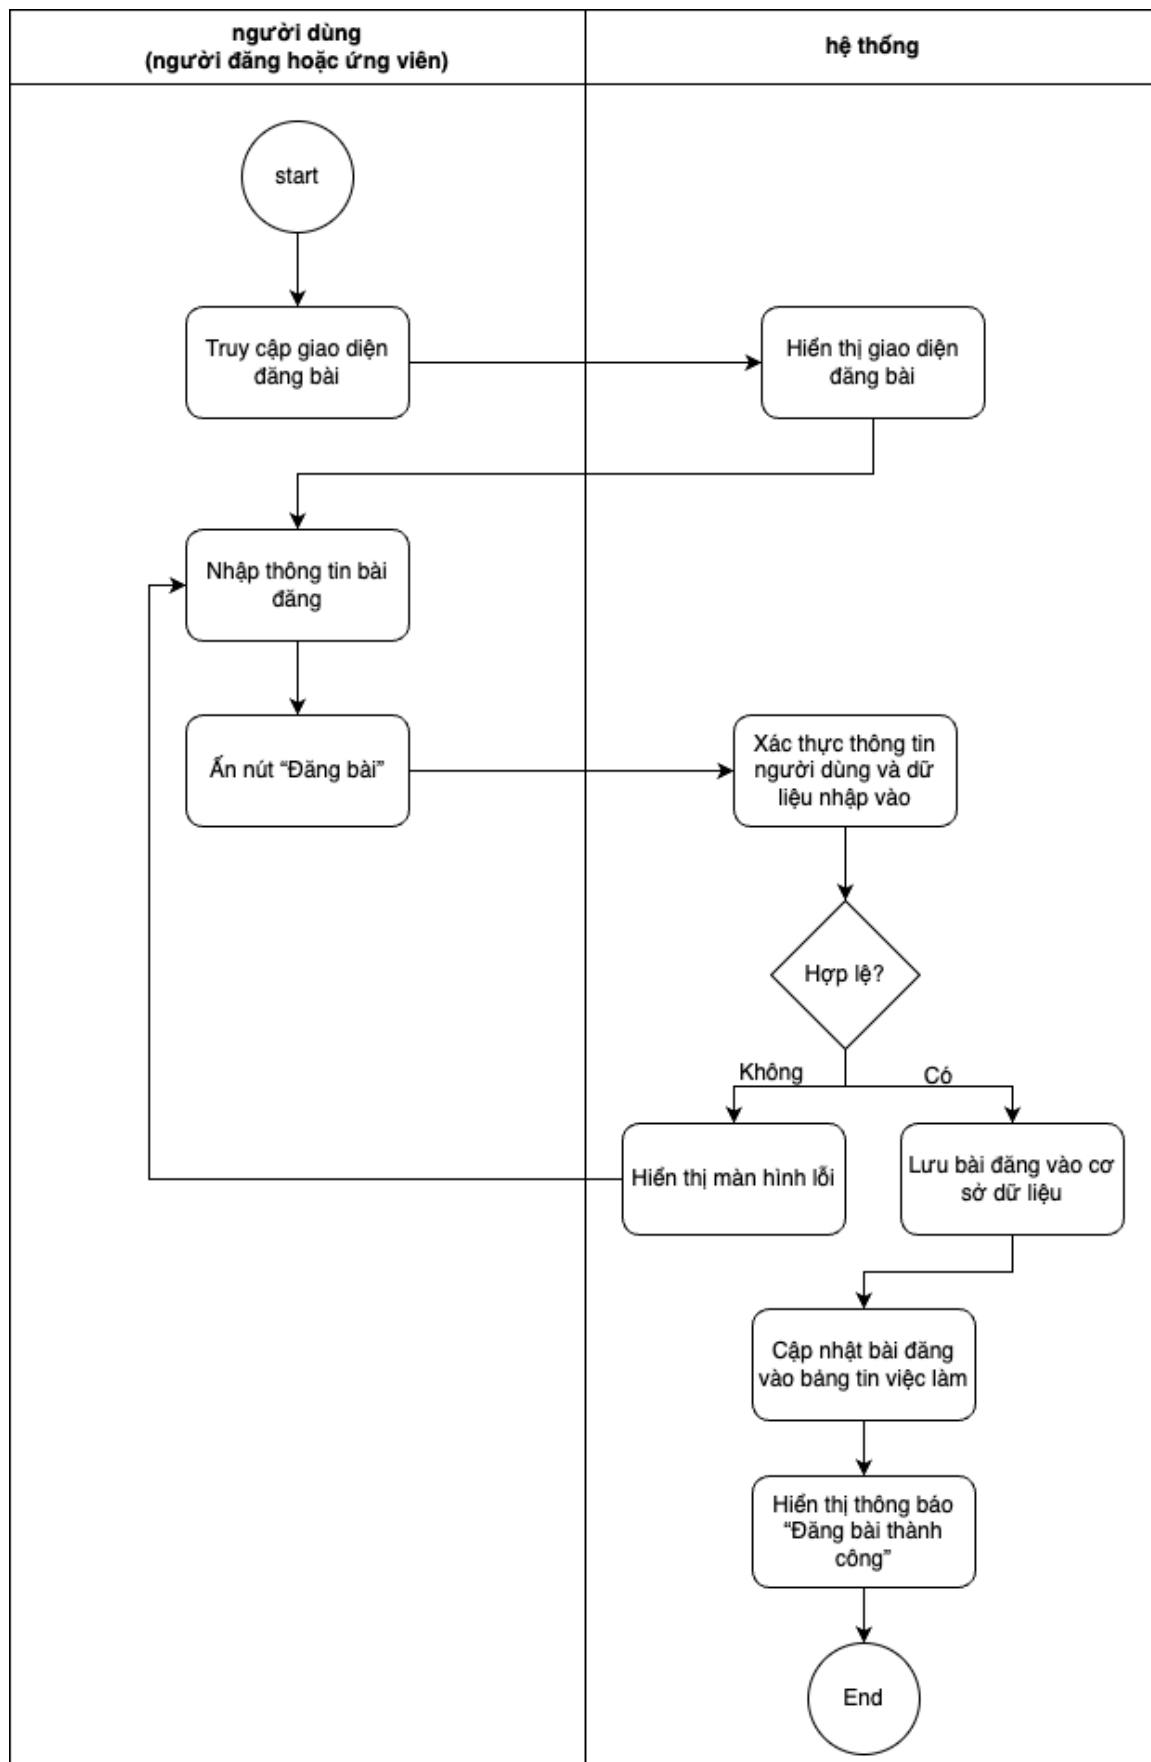 người dùng
(người đăng hoặc ứng viên)
hệ thống
start
Truy cập giao diện
đăng bài
Hiển thị giao diện
đăng bài
Nhập thông tin bài
đăng
Ấn nút “Đăng bài”
Xác thực thông tin
người dùng và dữ
liệu nhập vào
Hợp lệ?
Không
Có
Hiển thị màn hình lỗi
Lưu bài đăng vào cơ
sở dữ liệu
Cập nhật bài đăng
vào bảng tin việc làm
Hiển thị thông báo
“Đăng bài thành
công”
End